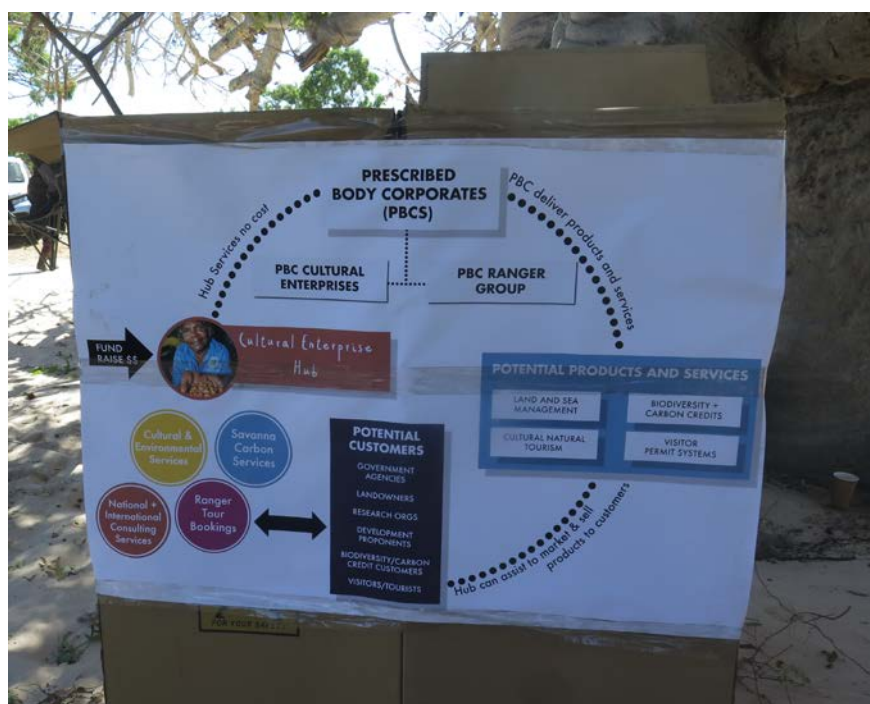 PRESCRIBED
BODY CORPORATES
(PBCS)
Hub Services no cost
PBC deliver products and services
PBC CULTURAL
ENTERPRISES
PBC RANGER
GROUP
FUND
RAISE $$
Cultural Enterprise
Hub
POTENTIAL PRODUCTS AND SERVICES
LAND AND SEA
MANAGEMENT
BIODIVERSITY +
CARBON CREDITS
CULTURAL NATURAL
TOURISM
VISITOR
PERMIT SYSTEMS
Cultural &
Environmental
Services
Savanna
Carbon
Services
National +
International
Consulting
Services
Ranger
Tour
Bookings
POTENTIAL
CUSTOMERS
GOVERNMENT
AGENCIES
LANDOWNERS
RESEARCH ORGS
DEVELOPMENT
PROPONENTS
BIODIVERSITY/CARBON
CREDIT CUSTOMERS
VISITORS/TOURISTS
Hub can assist to market & sell
products to customers
FOR YOUR